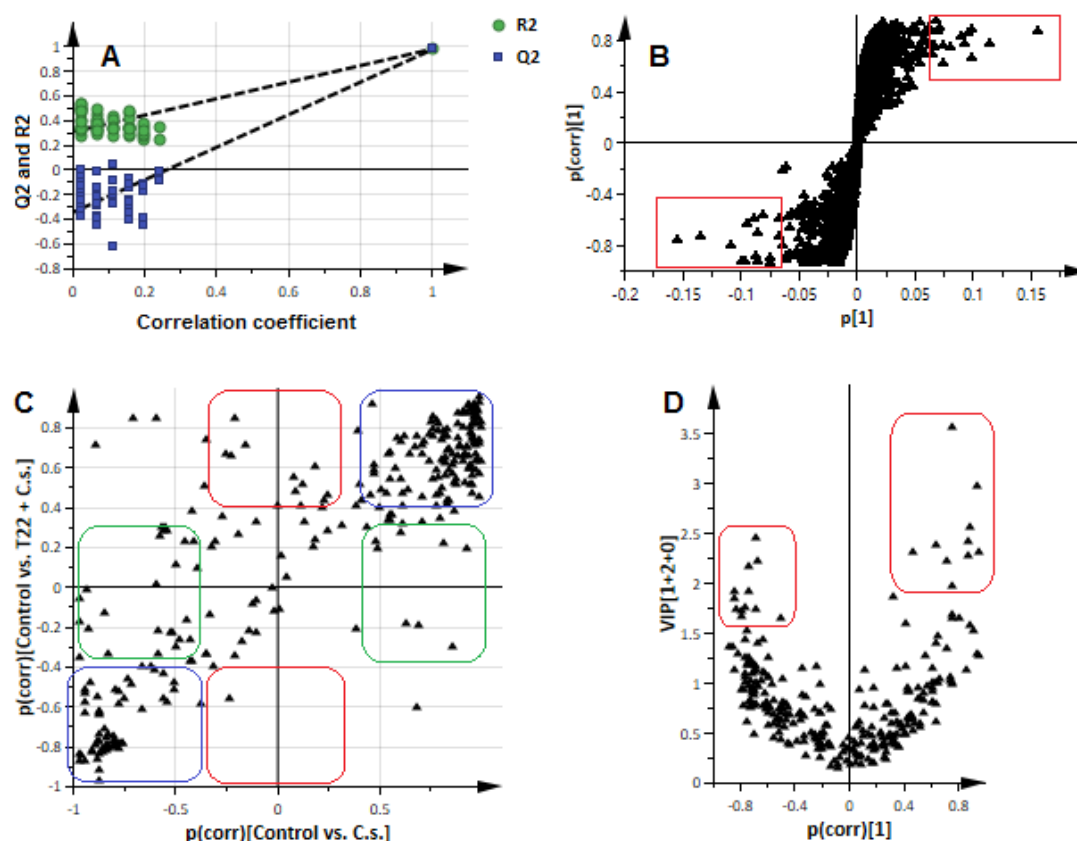 A
R2
Q2
1
0.8
0.6
0.4
0.2
0
-0.2
-0.4
-0.6
-0.8
Q2 and R2
0 0.2 0.4 0.6 0.8 1
Correlation coefficient
B
0.8
0.4
0
-0.4
-0.8
p(corr)[1]
-0.2 -0.15 -0.1 -0.05 0 0.05 0.1 0.15
p[1]
C
0.8
0.6
0.4
0.2
0
-0.2
-0.4
-0.6
-0.8
-1
p(corr)[Control vs. T22 + C.s.]
-1 -0.5 0 0.5
p(corr)[Control vs. C.s.]
D
3.5
3
2.5
2
1.5
1
0.5
0
VIP[1+2+0]
-0.8 -0.4 0 0.4 0.8
p(corr)[1]